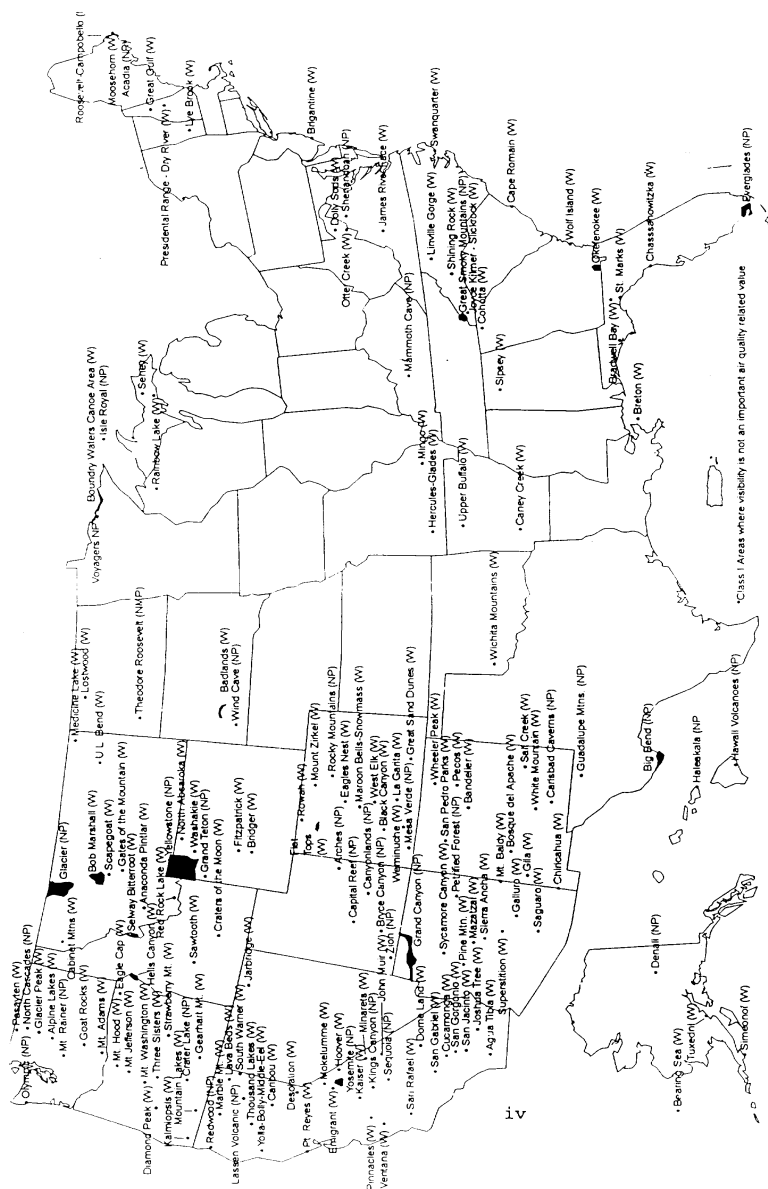 Pasayten (W)
Olympic (NP)
North Cascades (NP)
Glacier Peak (W)
Alpine Lakes (W)
Mt. Rainer (NP)
Goat Rocks (W)
Mt. Adams (W)
Cabinet Mtns. (W)
Glacier (NP)
Bob Marshall (W)
Scapegoat (W)
Gates of the Mountain (W)
U.L. Bend (W)
Medicine Lake (W)
Lostwood (W)
Theodore Roosevelt (NMP)
Selway Bitterroot (W)
Anaconda Pintlar (W)
Red Rock Lake (W)
Yellowstone (NP)
North Absaroka (W)
Washakie (W)
Grand Teton (NP)
Craters of the Moon (W)
Fitzpatrick (W)
Bridger (W)
Badlands (W)
Wind Cave (NP)
Mt. Hood (W)
Eagle Cap (W)
Mt Jefferson (W)
Hells Canyon (W)
Mt. Washington (W)
Diamond Peak (W)
Three Sisters (W)
Strawberry Mt. (W)
Kalmiopsis (W)
Mountain Lakes (W)
Crater Lake (NP)
Gearhart Mt. (W)
Sawtooth (W)
Jarbridge (W)
Redwood (NP)
Marble Mt. (W)
Lava Beds (W)
Lassen Volcanic (NP)
South Warner (W)
Thousand Lakes (W)
Yolla-Bolly-Middle-Eel (W)
Caribou (W)
Desolation (W)
Pt. Reyes (W)
Mokelumme (W)
Emigrant (W)
Hoover (W)
Yosemite (NP)
Kaiser (W)
Minarets (W)
Pinnacles (W)
Kings Canyon (NP)
John Muir (W)
Ventana (W)
Sequoia (NP)
San Rafael (W)
Dome Land (W)
San Gabriel (W)
Cucamonga (W)
San Gorgonio (W)
San Jacinto (W)
Joshua Tree (W)
Agua Tibia (W)
Flat Tops (W)
Rowah (W)
Mount Zirkel (W)
Rocky Mountains (NP)
Arches (NP)
Eagles Nest (W)
Capital Reef (NP)
Maroon Bells-Snowmass (W)
Canyonlands (NP)
West Elk (W)
Bryce Canyon (NP)
Black Canyon (W)
Weminuche (W)
La Garita (W)
Zion (NP)
Mesa Verde (NP)
Great Sand Dunes (W)
Grand Canyon (NP)
Wheeler Peak (W)
Sycamore Canyon (W)
San Pedro Parks (W)
Petrified Forest (NP)
Pecos (W)
Pine Mtn. (W)
Bandelier (W)
Mazatzal (W)
Sierra Ancha (W)
Superstition (W)
Mt. Baldy (W)
Bosque del Apache (W)
Salt Creek (W)
Galluro (W)
Gila (W)
White Mountain (W)
Saguaro (W)
Carlsbad Caverns (NP)
Chiricahua (W)
Guadalupe Mtns. (NP)
Big Bend (NP)
Wichita Mountains (W)
Voyagers NP
Boundry Waters Canoe Area (W)
Isle Royal (NP)
Rainbow Lake (W)*
Seney (W)
Hercules-Glades (W)
Mingo (W)
Upper Buffalo (W)
Caney Creek (W)
Mammoth Cave (NP)
Sipsey (W)
Breton (W)
Roosevelt-Campobello (I
Moosehorn (W)
Acadia (NP)
Great Gulf (W)
Presidental Range - Dry River (W)
Lye Brook (W)
Brigantine (W)
Dolly Sods (W)
Otter Creek (W)
Shenandoah (NP)
James River Face (W)
Linville Gorge (W)
Swanquarter (W)
Shining Rock (W)
Great Smoky Mountains (NP)
Joyce Kilmer - Slickrock (W)
Cohutta (W)
Cape Romain (W)
Wolf Island (W)
Okefenokee (W)
Bradwell Bay (W)*
St. Marks (W)
Chasssahowitzka (W)
Everglades (NP)
Bearing Sea (W)
Tuxedni (W)
Simeonof (W)
Denali (NP)
Haleakala (NP
Hawaii Volcanoes (NP)
*Class I Areas where visibility is not an important air quality related value
iv